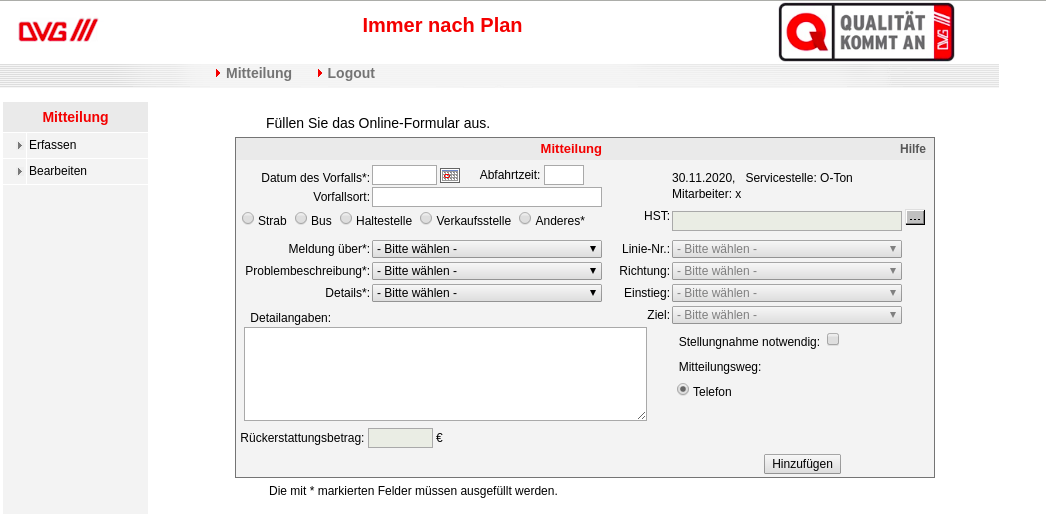 DVG
Immer nach Plan
Q QUALITÄT KOMMT AN DVG
Mitteilung Logout
Mitteilung
Erfassen
Bearbeiten
Füllen Sie das Online-Formular aus.
Mitteilung Hilfe
Datum des Vorfalls*: Abfahrtzeit:
30.11.2020, Servicestelle: O-Ton
Mitarbeiter: x
Vorfallsort:
Strab Bus Haltestelle Verkaufsstelle Anderes*
HST: ...
Meldung über*: - Bitte wählen - Linie-Nr.: - Bitte wählen -
Problembeschreibung*: - Bitte wählen - Richtung: - Bitte wählen -
Details*: - Bitte wählen - Einstieg: - Bitte wählen -
Ziel: - Bitte wählen -
Detailangaben:
Stellungnahme notwendig:
Mitteilungsweg:
Telefon
Rückerstattungsbetrag: €
Hinzufügen
Die mit * markierten Felder müssen ausgefüllt werden.